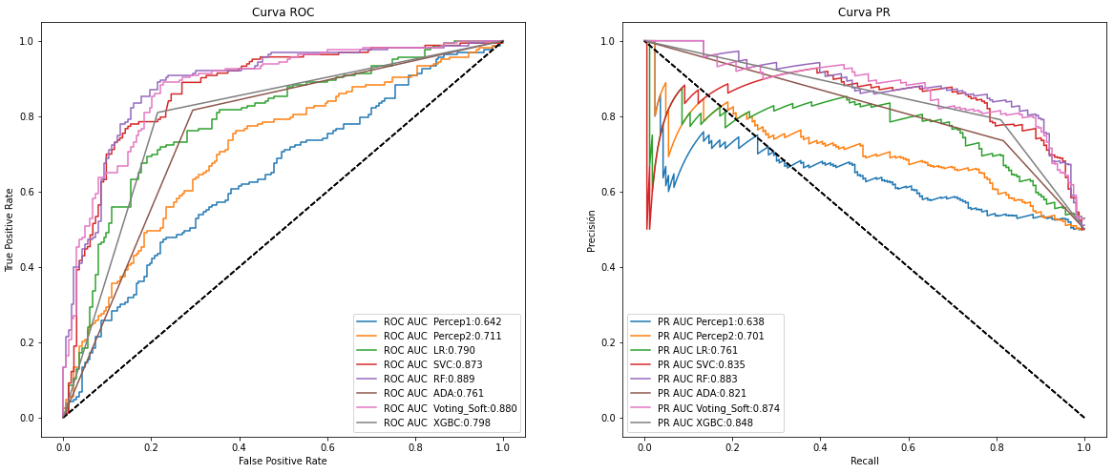 Curva ROC
1.0
0.8
0.6
0.4
0.2
0.0
True Positive Rate
0.0
0.2
0.4
0.6
0.8
1.0
False Positive Rate
ROC AUC Percep1:0.642
ROC AUC Percep2:0.711
ROC AUC LR:0.790
ROC AUC SVC:0.873
ROC AUC RF:0.889
ROC AUC ADA:0.761
ROC AUC Voting_Soft:0.880
ROC AUC XGBC:0.798
Curva PR
1.0
0.8
0.6
0.4
0.2
0.0
Precisión
0.0
0.2
0.4
0.6
0.8
1.0
Recall
PR AUC Percep1:0.638
PR AUC Percep2:0.701
PR AUC LR:0.761
PR AUC SVC:0.835
PR AUC RF:0.883
PR AUC ADA:0.821
PR AUC Voting_Soft:0.874
PR AUC XGBC:0.848